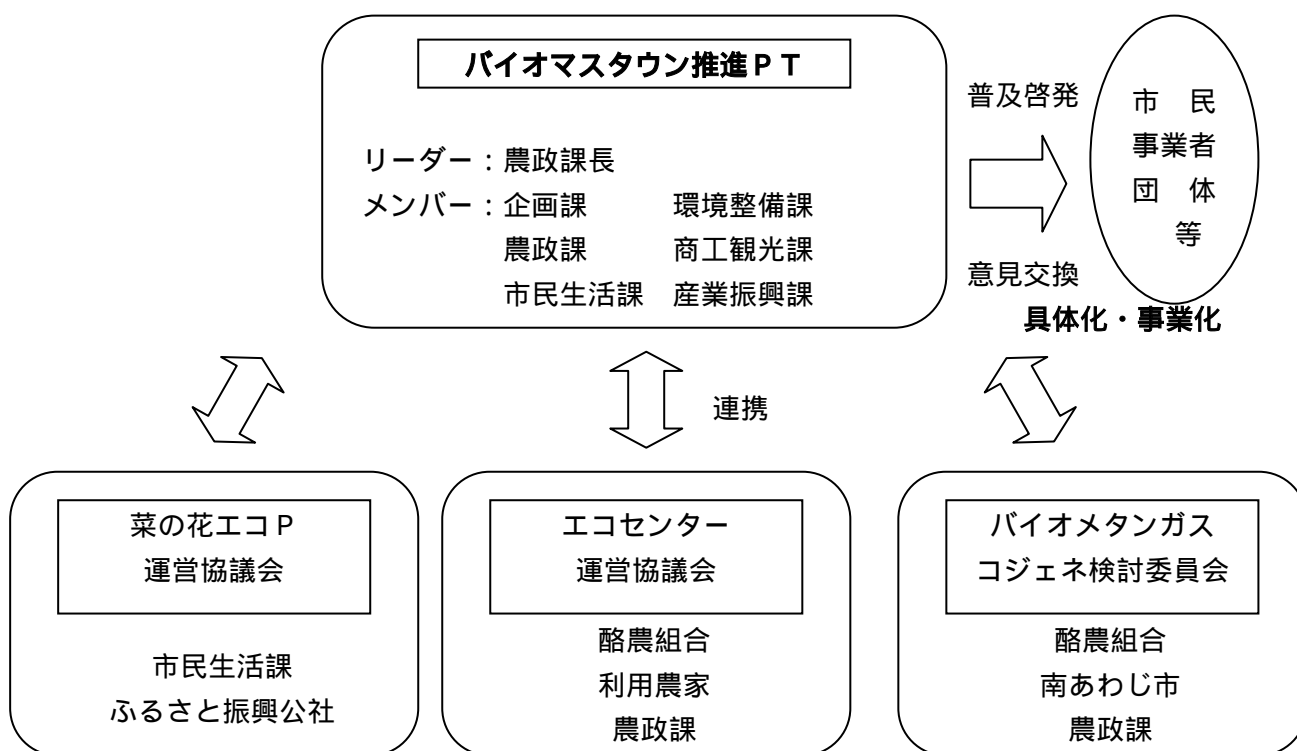 バイオマスタウン推進ＰＴ
リーダー：農政課長
メンバー：企画課　　環境整備課
農政課　　商工観光課
市民生活課　産業振興課
普及啓発
意見交換
市　民
事業者
団　体
等
具体化・事業化
連携
菜の花エコＰ
運営協議会
市民生活課
ふるさと振興公社
エコセンター
運営協議会
酪農組合
利用農家
農政課
バイオメタンガス
コジェネ検討委員会
酪農組合
南あわじ市
農政課